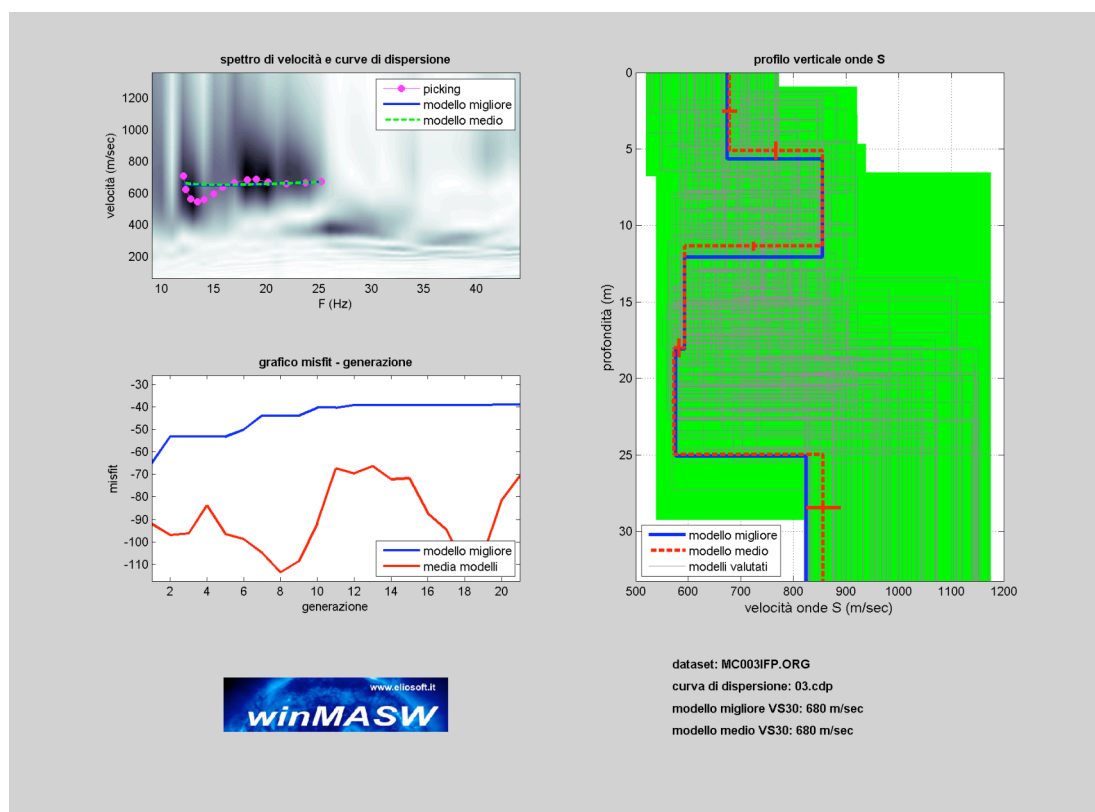 spettro di velocità e curve di dispersione
picking
modello migliore
modello medio
velocità (m/sec)
1200
1000
800
600
400
200
10 15 20 25 30 35 40
F (Hz)
grafico misfit - generazione
misfit
-30
-40
-50
-60
-70
-80
-90
-100
-110
modello migliore
media modelli
2 4 6 8 10 12 14 16 18 20
generazione
profilo verticale onde S
profondità (m)
0
5
10
15
20
25
30
modello migliore
modello medio
modelli valutati
500 600 700 800 900 1000 1100 1200
velocità onde S (m/sec)
www.eliosoft.it
winMASW
dataset: MC003IFP.ORG
curva di dispersione: 03.cdp
modello migliore VS30: 680 m/sec
modello medio VS30: 680 m/sec